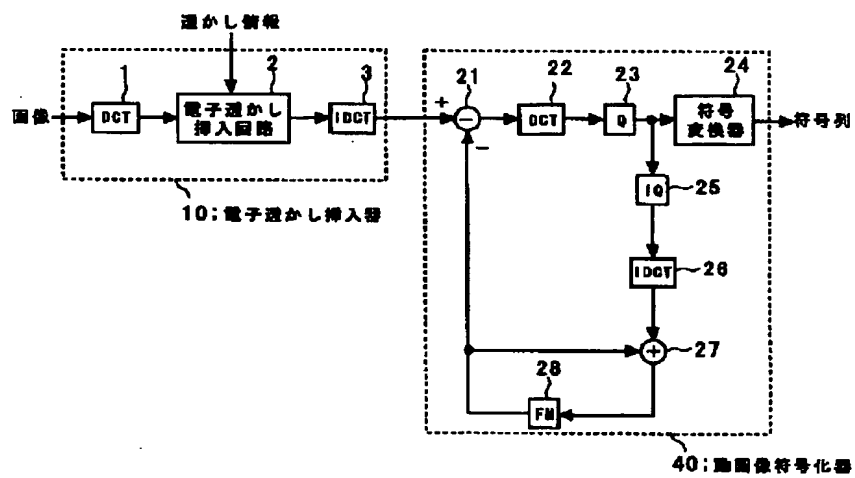 透かし情報
1
2
3
画像
DCT
電子透かし
挿入回路
IDCT
10;電子透かし挿入器
+
21
−
−
22
DCT
23
Q
24
符号
変換器
符号列
IQ
25
IDCT
26
+
27
28
FM
40;動画像符号化器